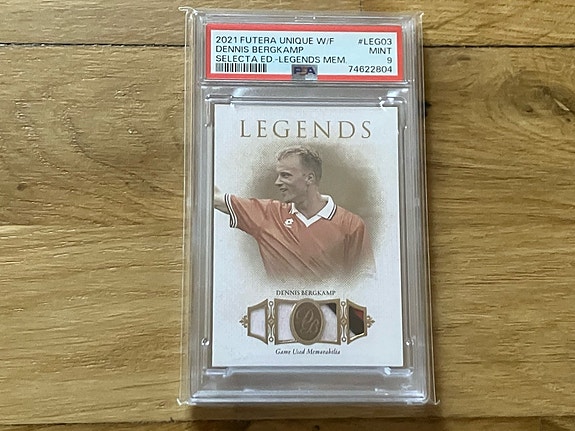 2021 FUTERA UNIQUE W/F #LEG03
DENNIS BERGKAMP MINT
SELECTA ED.-LEGENDS MEM. 9
PSA 74622804
LEGENDS
DENNIS BERGKAMP
Game Used Memorabilia